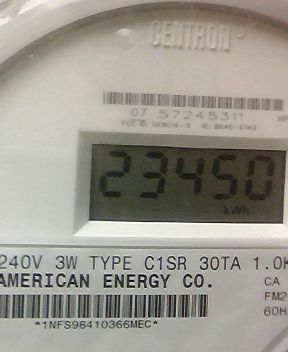 CENTRON®
07 57245311
23450
kWh
240V 3W TYPE C1SR 30TA 1.0K
AMERICAN ENERGY CO.
CA
FM2
60H
*1NFS98410366MEC*